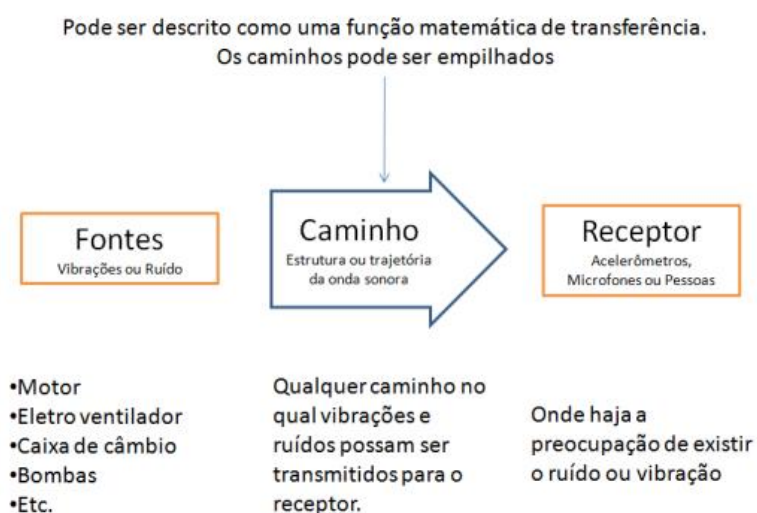 Pode ser descrito como uma função matemática de transferência.
Os caminhos pode ser empilhados
Fontes
Vibrações ou Ruído
Caminho
Estrutura ou trajetória
da onda sonora
Receptor
Acelerômetros,
Microfones ou Pessoas
•Motor
•Eletro ventilador
•Caixa de câmbio
•Bombas
•Etc.
Qualquer caminho no
qual vibrações e
ruídos possam ser
transmitidos para o
receptor.
Onde haja a
preocupação de existir
o ruído ou vibração